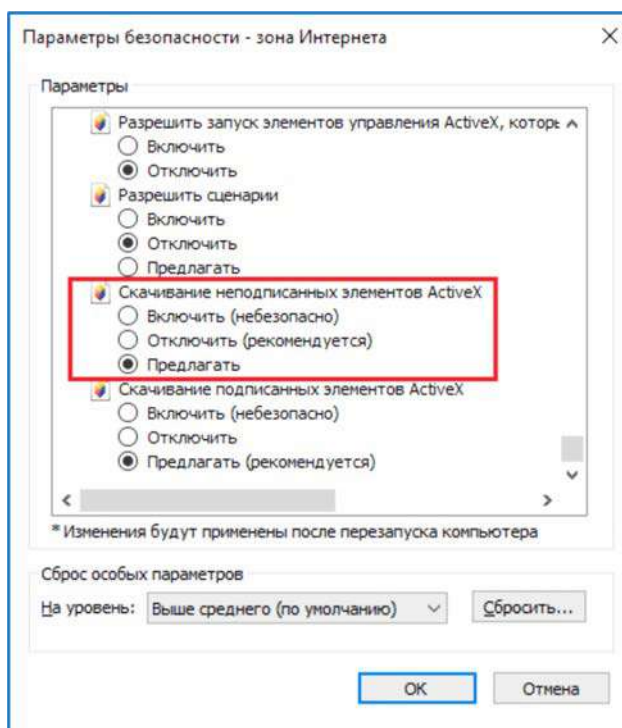 Параметры безопасности - зона Интернета
Параметры
Разрешить запуск элементов управления ActiveX, которы
Включить
Отключить
Разрешить сценарии
Включить
Отключить
Предлагать
Скачивание неподписанных элементов ActiveX
Включить (небезопасно)
Отключить (рекомендуется)
Предлагать
Скачивание подписанных элементов ActiveX
Включить (небезопасно)
Отключить
Предлагать (рекомендуется)
* Изменения будут применены после перезапуска компьютера
Сброс особых параметров
На уровень: Выше среднего (по умолчанию) Сбросить...
ОК Отмена